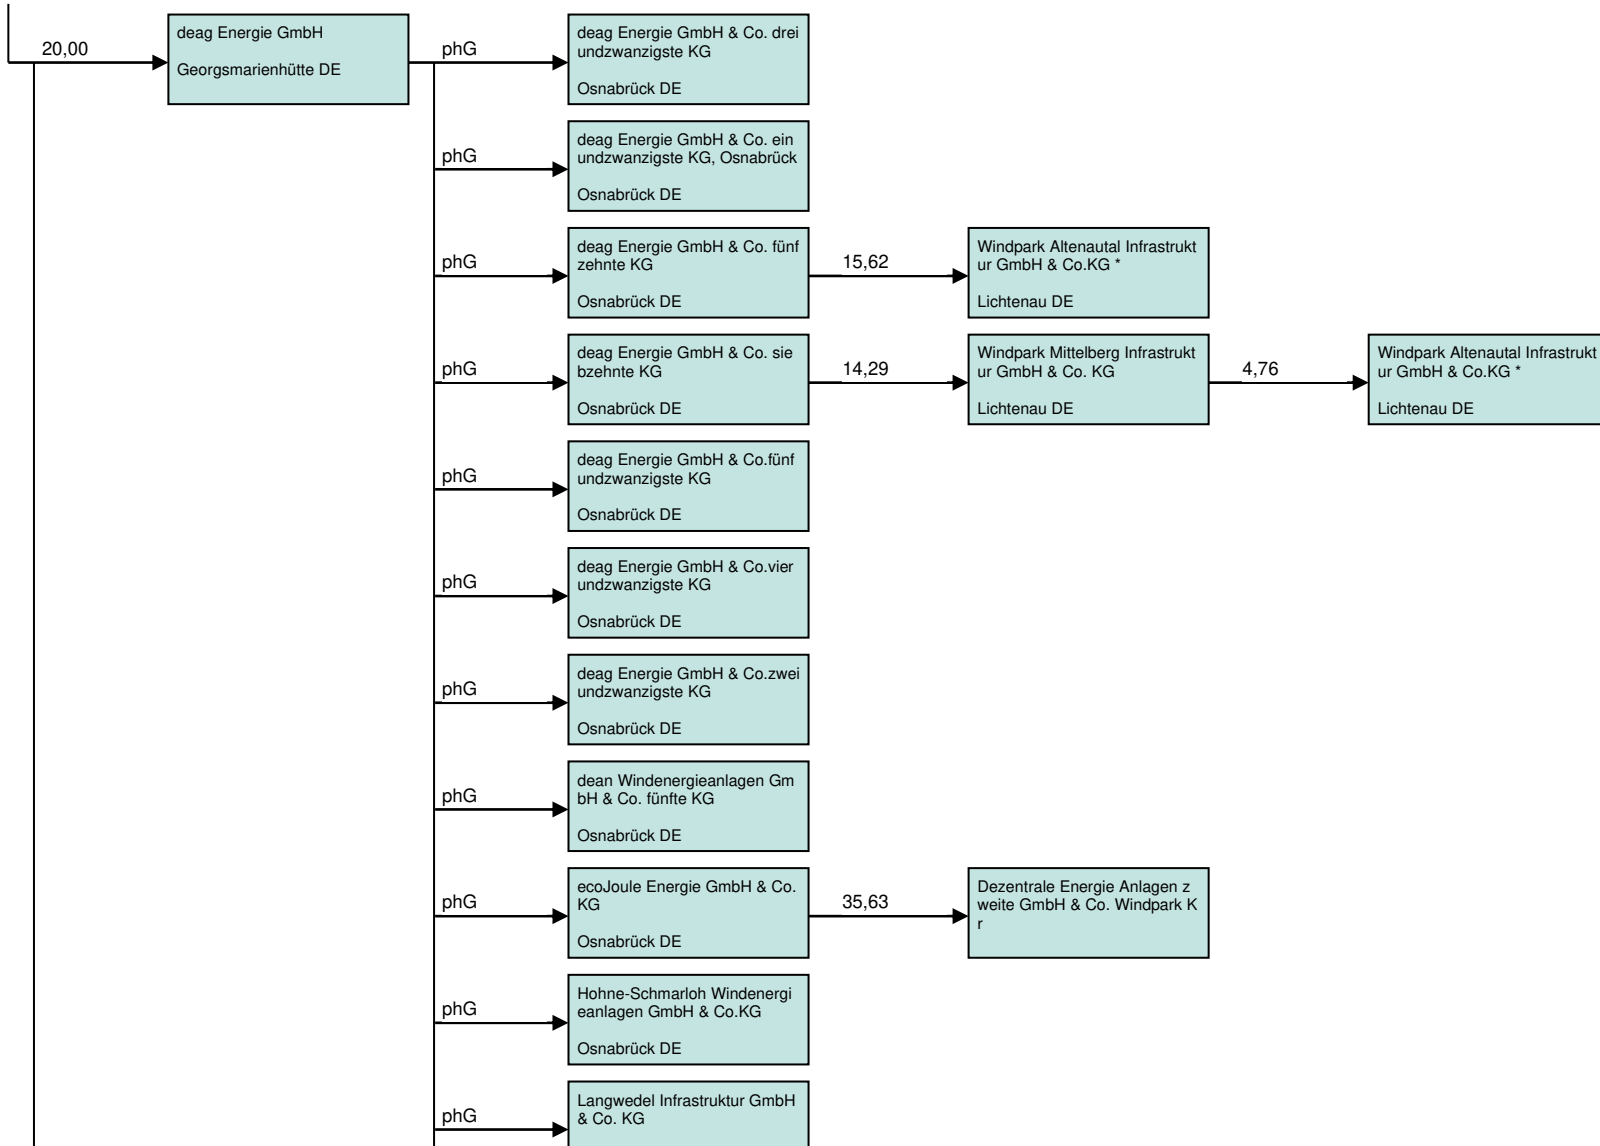 20,00
deag Energie GmbH
Georgsmarienhütte DE
phG
deag Energie GmbH & Co. drei
undzwanzigste KG
Osnabrück DE
phG
deag Energie GmbH & Co. ein
undzwanzigste KG, Osnabrück
Osnabrück DE
phG
deag Energie GmbH & Co. fünf
zehnte KG
Osnabrück DE
15,62
Windpark Altenautal Infrastrukt
ur GmbH & Co.KG *
Lichtenau DE
phG
deag Energie GmbH & Co. sie
bzehnte KG
Osnabrück DE
14,29
Windpark Mittelberg Infrastrukt
ur GmbH & Co. KG
Lichtenau DE
4,76
Windpark Altenautal Infrastrukt
ur GmbH & Co.KG *
Lichtenau DE
phG
deag Energie GmbH & Co.fünf
undzwanzigste KG
Osnabrück DE
phG
deag Energie GmbH & Co.vier
undzwanzigste KG
Osnabrück DE
phG
deag Energie GmbH & Co.zwei
undzwanzigste KG
Osnabrück DE
phG
dean Windenergieanlagen Gm
bH & Co. fünfte KG
Osnabrück DE
phG
ecoJoule Energie GmbH & Co.
KG
Osnabrück DE
35,63
Dezentrale Energie Anlagen z
weite GmbH & Co. Windpark K
r
phG
Hohne-Schmarloh Windenergi
eanlagen GmbH & Co.KG
Osnabrück DE
phG
Langwedel Infrastruktur GmbH
& Co. KG